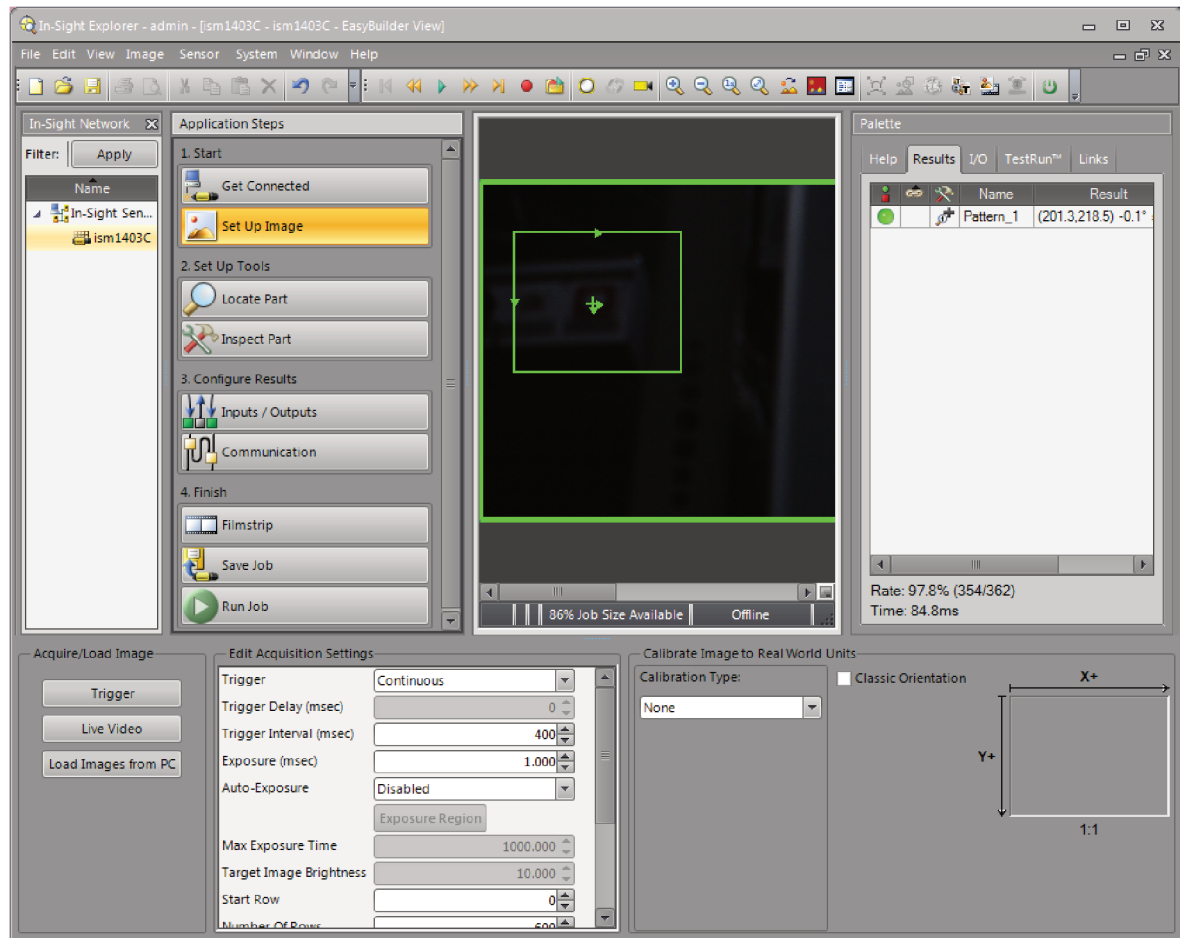 In-Sight Explorer - admin - [ism1403C - ism1403C - EasyBuilder View]
File Edit View Image Sensor System Window Help
In-Sight Network
Filter: Apply
Name
In-Sight Sen...
ism1403C
Application Steps
1. Start
Get Connected
Set Up Image
2. Set Up Tools
Locate Part
Inspect Part
3. Configure Results
Inputs / Outputs
Communication
4. Finish
Filmstrip
Save Job
Run Job
86% Job Size Available Offline
Palette
Help Results I/O TestRun™ Links
Name Result
Pattern_1 (201.3,218.5) -0.1°
Rate: 97.8% (354/362)
Time: 84.8ms
Acquire/Load Image
Trigger
Live Video
Load Images from PC
Edit Acquisition Settings
Trigger Continuous
Trigger Delay (msec) 0
Trigger Interval (msec) 400
Exposure (msec) 1.000
Auto-Exposure Disabled
Exposure Region
Max Exposure Time 1000.000
Target Image Brightness 10.000
Start Row 0
Number Of Rows 600
Calibrate Image to Real World Units
Calibration Type:
None
Classic Orientation
X+
Y+
1:1